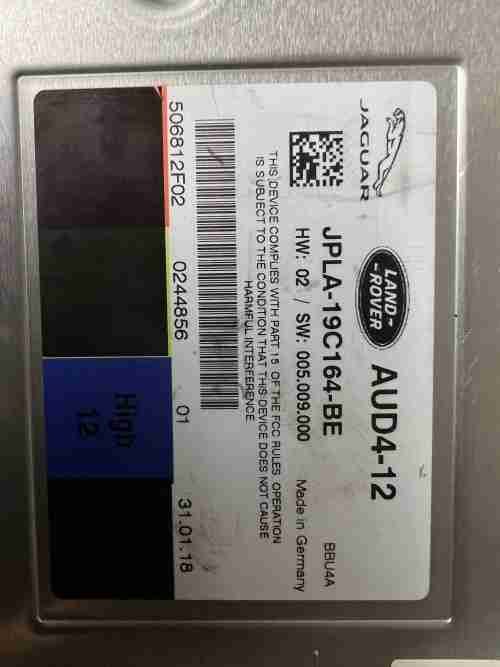 JAGUAR
LAND-
-ROVER
AUD4-12
BBU4A
JPLA-19C164-BE
HW: 02 / SW: 005.009.000
Made in Germany
THIS DEVICE COMPLIES WITH PART 15 OF THE FCC RULES OPERATION
IS SUBJECT TO THE CONDITION THAT THIS DEVICE DOES NOT CAUSE
HARMFUL INTERFERENCE
506812F02 0244856 01 31.01.18
High
12